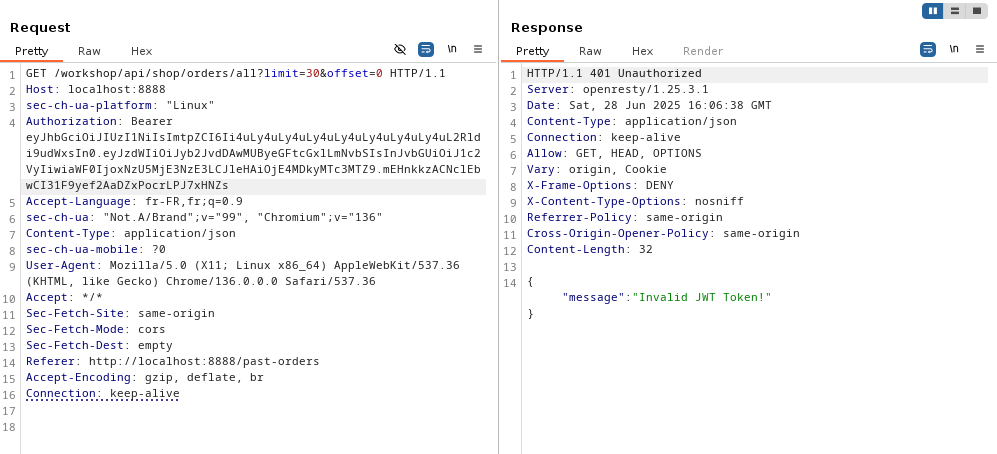 Request
Pretty Raw Hex
\n
1 GET /workshop/api/shop/orders/all?limit=30&offset=0 HTTP/1.1
2 Host: localhost:8888
3 sec-ch-ua-platform: "Linux"
4 Authorization: Bearer
eyJhbGciOiJIUzI1NiIsImtpZCI6Ii4uLy4uLy4uLy4uLy4uLy4uLy4uLy4uL2Rld
i9udWxsIn0.eyJzdWIiOiJyb2JvdDAwMUByeGFtcGxlLmNvbSIsInJvbGUiOiJ1c2
VyIiwiaWF0IjoxNzU5MjE3NzE3LCJleHAiOjE4MDkyMTc3MTZ9.mEHnkkzACNc1Eb
wCI31F9yef2AaDZxPocrLPJ7xHNZs
5 Accept-Language: fr-FR,fr;q=0.9
6 sec-ch-ua: "Not.A/Brand";v="99", "Chromium";v="136"
7 Content-Type: application/json
8 sec-ch-ua-mobile: ?0
9 User-Agent: Mozilla/5.0 (X11; Linux x86_64) AppleWebKit/537.36
(KHTML, like Gecko) Chrome/136.0.0.0 Safari/537.36
10 Accept: */*
11 Sec-Fetch-Site: same-origin
12 Sec-Fetch-Mode: cors
13 Sec-Fetch-Dest: empty
14 Referer: http://localhost:8888/past-orders
15 Accept-Encoding: gzip, deflate, br
16 Connection: keep-alive
17
18
Response
Pretty Raw Hex Render
\n
1 HTTP/1.1 401 Unauthorized
2 Server: openresty/1.25.3.1
3 Date: Sat, 28 Jun 2025 16:06:38 GMT
4 Content-Type: application/json
5 Connection: keep-alive
6 Allow: GET, HEAD, OPTIONS
7 Vary: origin, Cookie
8 X-Frame-Options: DENY
9 X-Content-Type-Options: nosniff
10 Referrer-Policy: same-origin
11 Cross-Origin-Opener-Policy: same-origin
12 Content-Length: 32
13
14 {
"message":"Invalid JWT Token!"
}